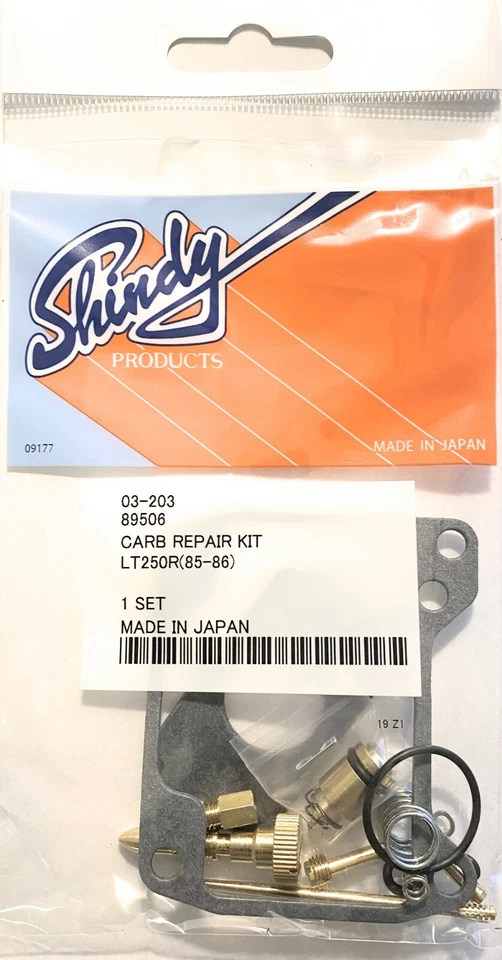 Shindy
PRODUCTS
09177
MADE IN JAPAN
03-203
89506
CARB REPAIR KIT
LT250R(85-86)
1 SET
MADE IN JAPAN
19 Z1